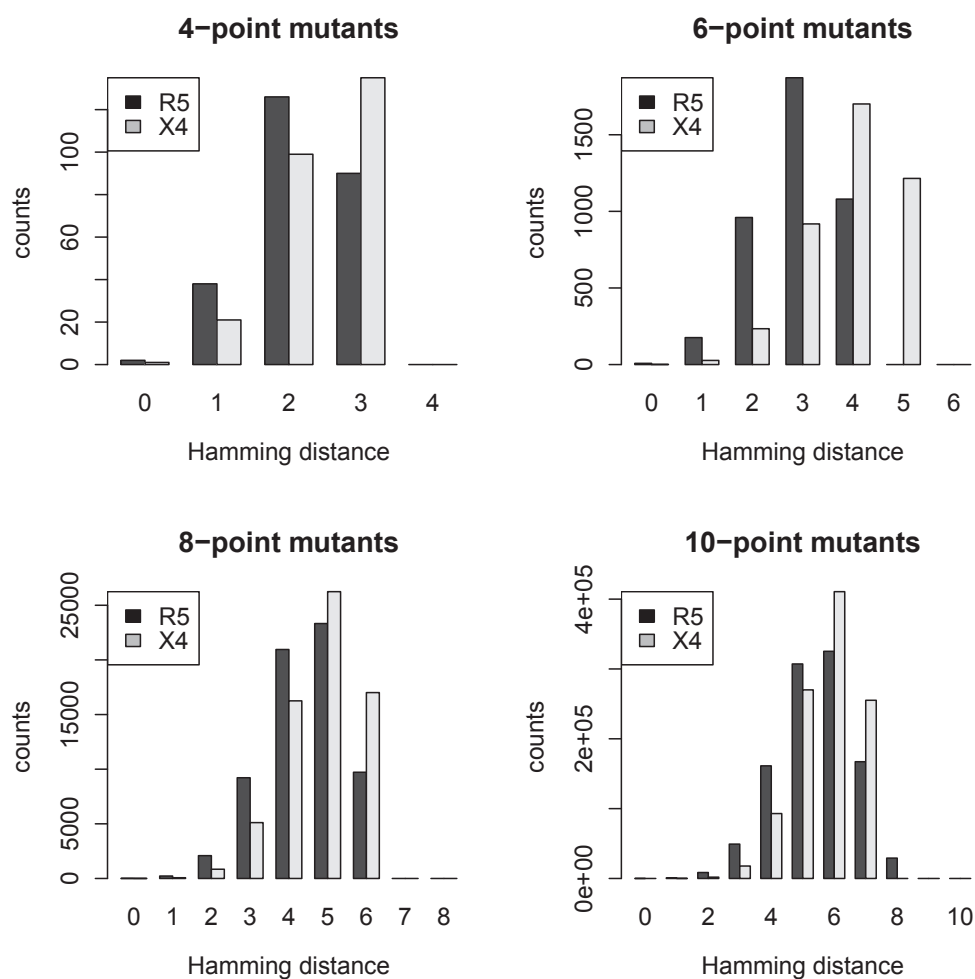 4−point mutants
R5
X4
counts
0 20 60 100
0 1 2 3 4
Hamming distance
6−point mutants
R5
X4
counts
0 500 1000 1500
0 1 2 3 4 5 6
Hamming distance
8−point mutants
R5
X4
counts
0 5000 15000 25000
0 1 2 3 4 5 6 7 8
Hamming distance
10−point mutants
R5
X4
counts
0e+00 2e+05 4e+05
0 2 4 6 8 10
Hamming distance